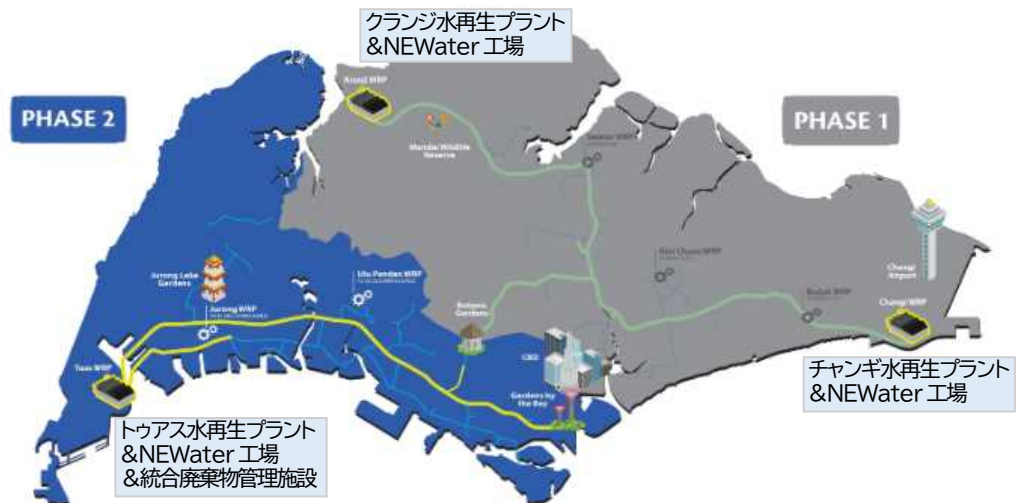 クランジ水再生プラント
&NEWater 工場
PHASE 2
PHASE 1
Kranji WRP
Mandai Wildlife
Reserve
Jurong Lake
Gardens
Ulu Pandan WRP
Jurong WRP
Botanic
Gardens
Kim Chuan WRP
Bedok WRP
Changi
Airport
Changi WRP
CBD
Gardens by
the Bay
Tuas WRP
チャンギ水再生プラント
&NEWater 工場
トゥアス水再生プラント
&NEWater 工場
&統合廃棄物管理施設